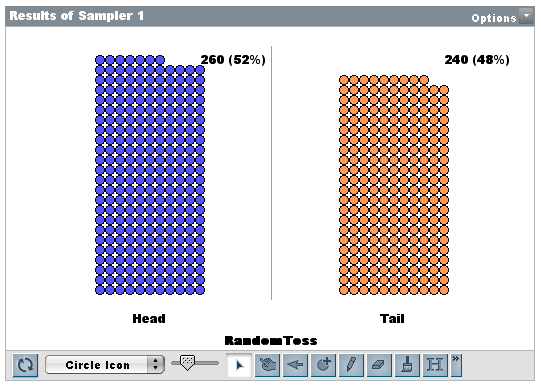 Results of Sampler 1
Options
260 (52%)
240 (48%)
Head
Tail
RandomToss
Circle Icon
H
»